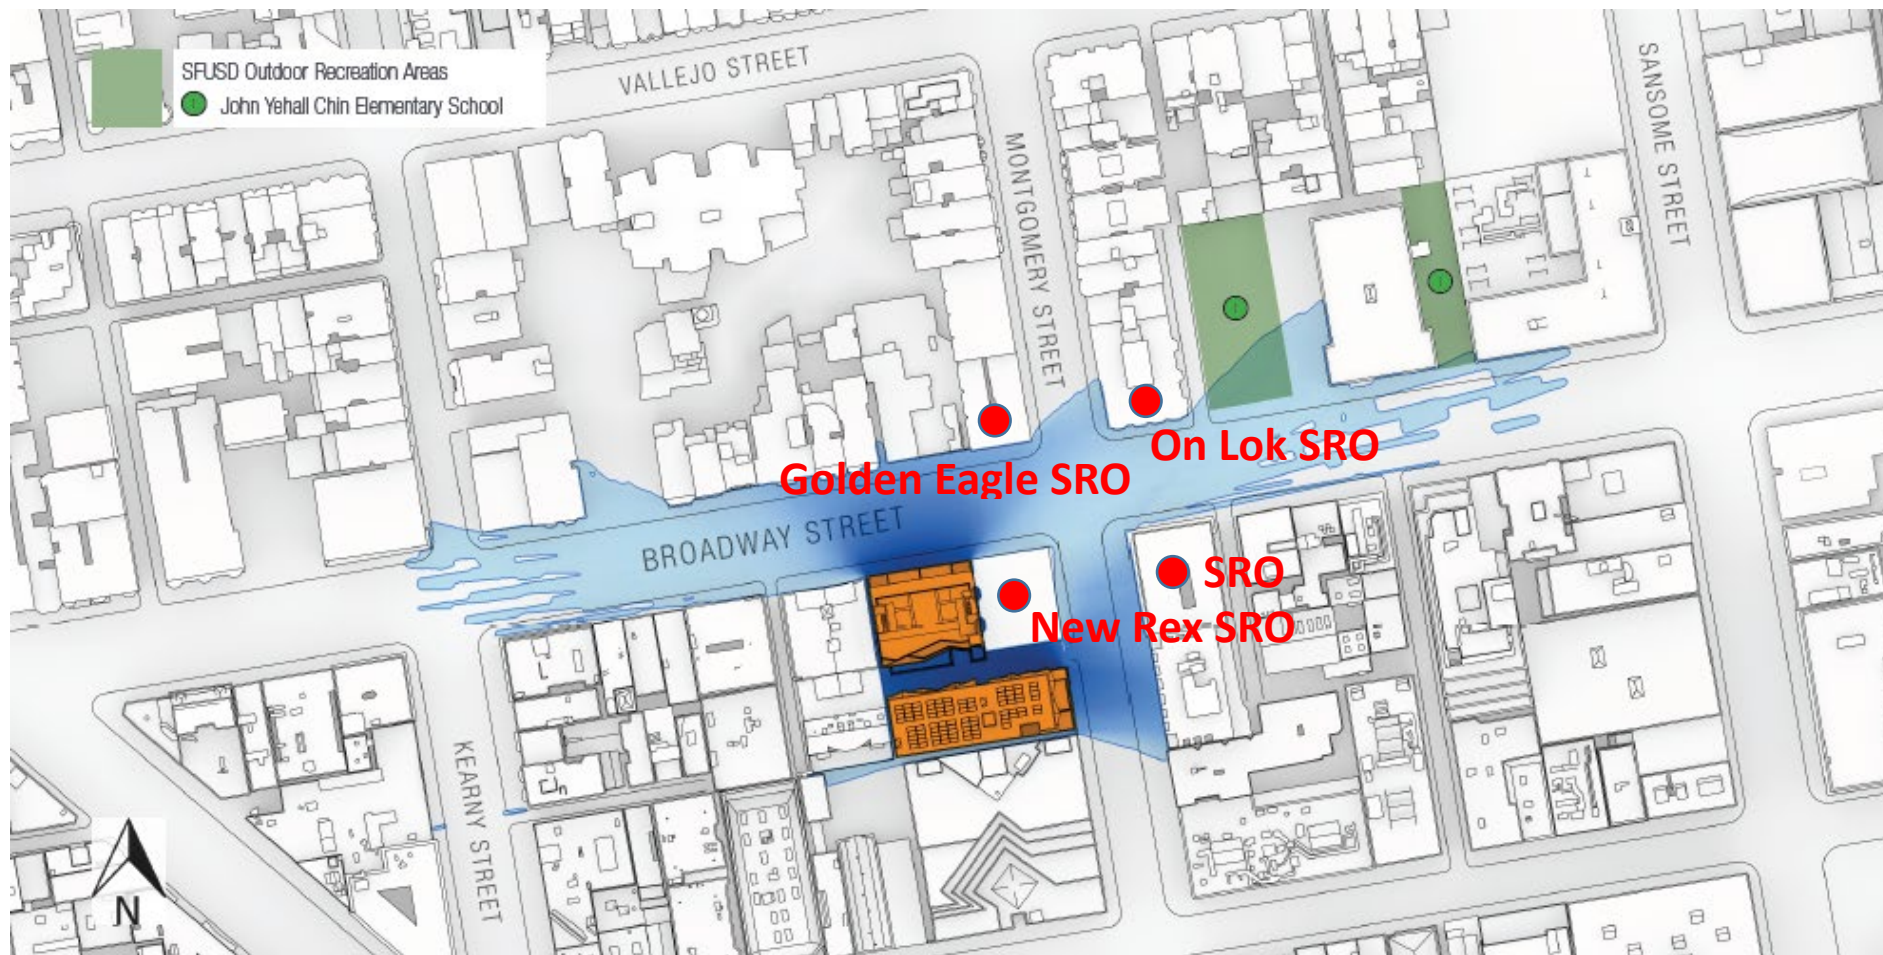 SFUSD Outdoor Recreation Areas
John Yehall Chin Elementary School
VALLEJO STREET
SANSOME STREET
MONTGOMERY STREET
On Lok SRO
Golden Eagle SRO
BROADWAY STREET
SRO
New Rex SRO
KEARNY STREET
N